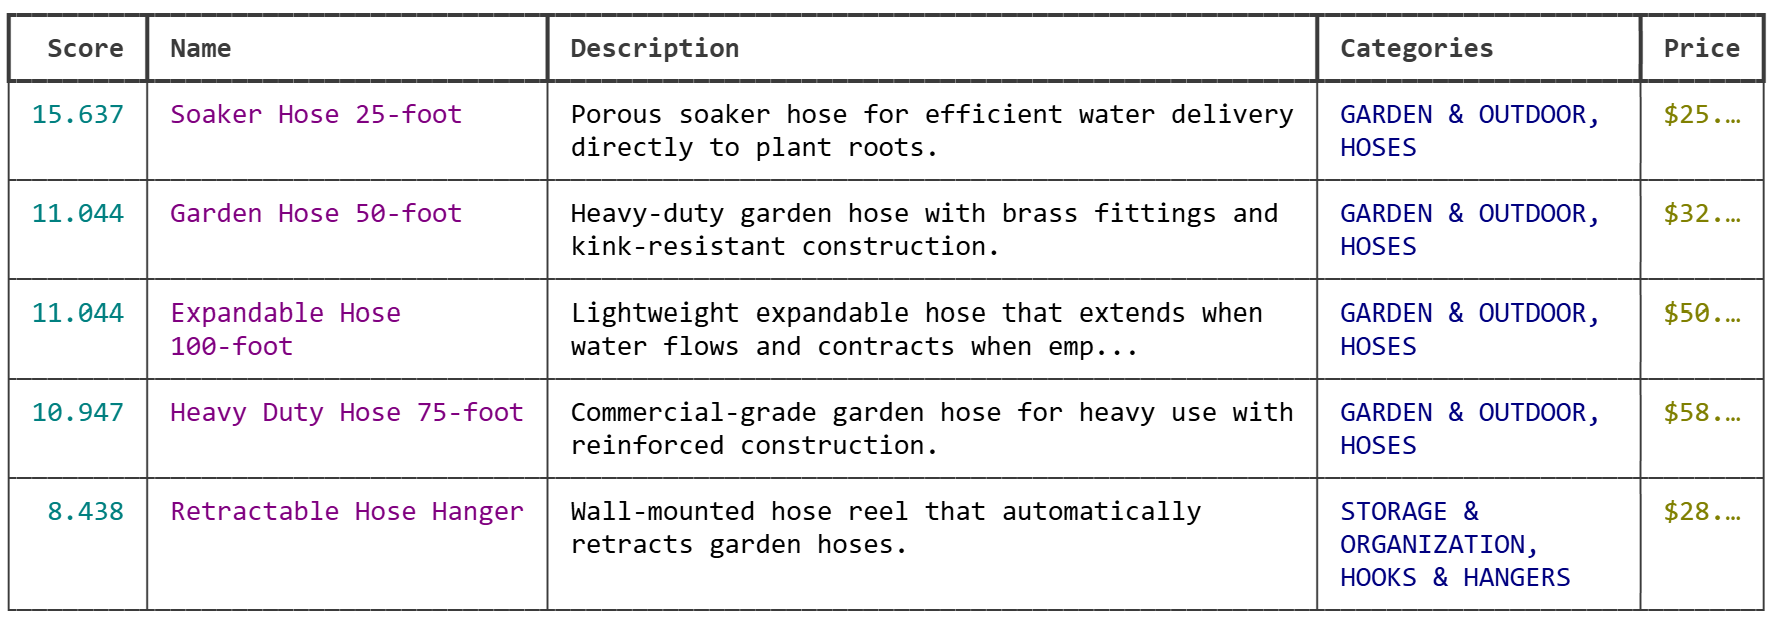 Score Name Description Categories Price
15.637 Soaker Hose 25-foot Porous soaker hose for efficient water delivery GARDEN & OUTDOOR, $25.…
directly to plant roots. HOSES
11.044 Garden Hose 50-foot Heavy-duty garden hose with brass fittings and GARDEN & OUTDOOR, $32.…
kink-resistant construction. HOSES
11.044 Expandable Hose Lightweight expandable hose that extends when GARDEN & OUTDOOR, $50.…
100-foot water flows and contracts when emp... HOSES
10.947 Heavy Duty Hose 75-foot Commercial-grade garden hose for heavy use with GARDEN & OUTDOOR, $58.…
reinforced construction. HOSES
8.438 Retractable Hose Hanger Wall-mounted hose reel that automatically STORAGE & $28.…
retracts garden hoses. ORGANIZATION,
HOOKS & HANGERS